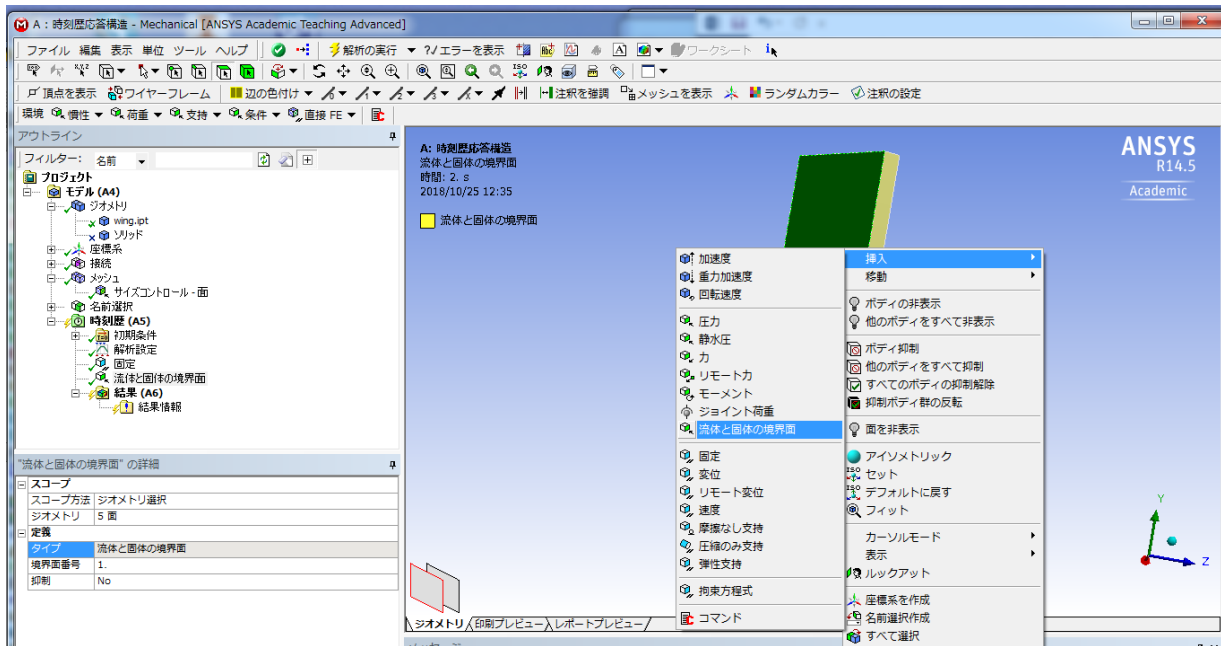 A : 時刻歴応答構造 - Mechanical [ANSYS Academic Teaching Advanced]
ファイル 編集 表示 単位 ツール ヘルプ 解析の実行 ?/エラーを表示 ワークシート
頂点を表示 ワイヤーフレーム 辺の色付け 注釈を強調 メッシュを表示 ランダムカラー 注釈の設定
環境 慣性 荷重 支持 条件 直接 FE
アウトライン
フィルター: 名前
プロジェクト
モデル (A4)
ジオメトリ
wing.ipt
ソリッド
座標系
接続
メッシュ
サイズコントロール - 面
名前選択
時刻歴 (A5)
初期条件
解析設定
固定
流体と固体の境界面
結果 (A6)
結果情報
"流体と固体の境界面" の詳細
スコープ
スコープ方法 ジオメトリ選択
ジオメトリ 5 面
定義
タイプ 流体と固体の境界面
境界面番号 1.
抑制 No
A: 時刻歴応答構造
流体と固体の境界面
時間: 2. s
2018/10/25 12:35
流体と固体の境界面
ANSYS
R14.5
Academic
加速度
重力加速度
回転速度
圧力
静水圧
力
リモート力
モーメント
ジョイント荷重
流体と固体の境界面
固定
変位
リモート変位
速度
摩擦なし支持
圧縮のみ支持
弾性支持
拘束方程式
コマンド
挿入
移動
ボディの非表示
他のボディをすべて非表示
ボディ抑制
他のボディをすべて抑制
すべてのボディの抑制解除
抑制ボディ群の反転
面を非表示
アイソメトリック
ISO セット
ISO デフォルトに戻す
フィット
カーソルモード
表示
ルックアット
座標系を作成
名前選択作成
すべて選択
Y
Z
ジオメトリ 印刷プレビュー レポートプレビュー